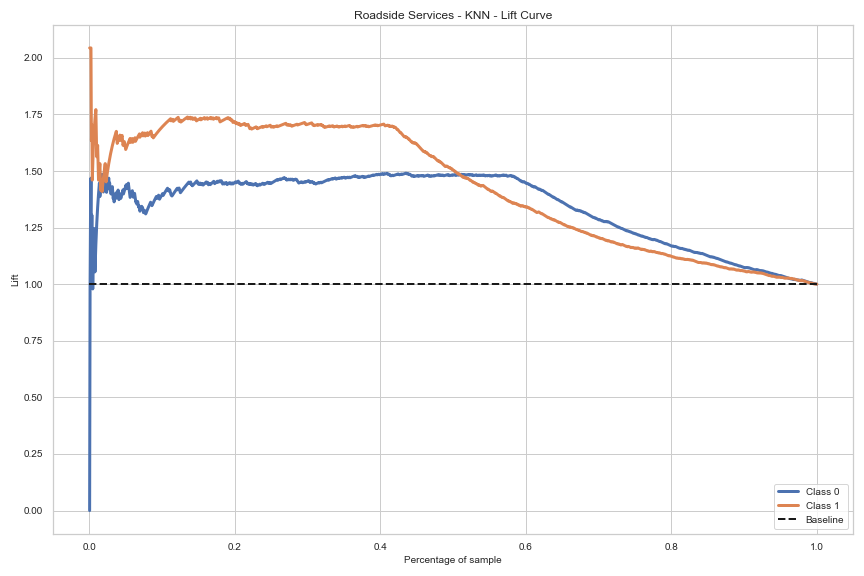 Roadside Services - KNN - Lift Curve
Lift
2.00
1.75
1.50
1.25
1.00
0.75
0.50
0.25
0.00
0.0 0.2 0.4 0.6 0.8 1.0
Percentage of sample
Class 0
Class 1
Baseline